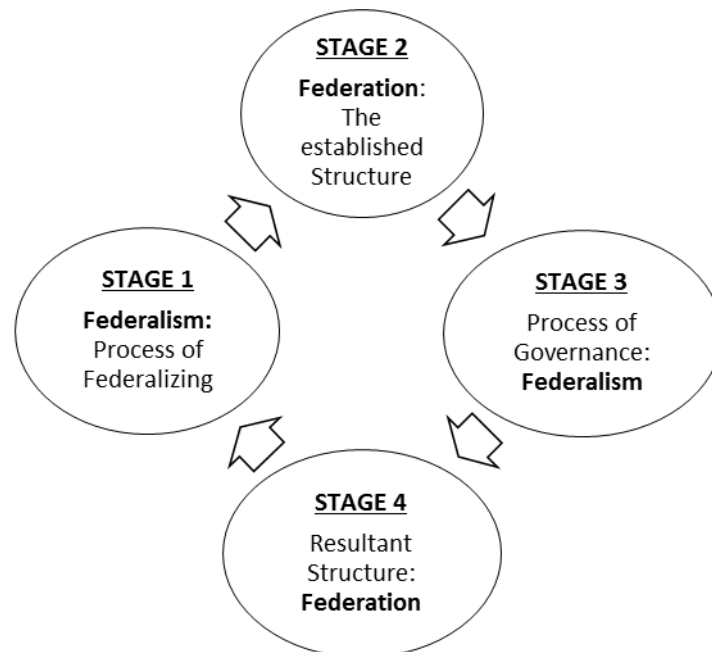 STAGE 2
Federation:
The
established
Structure
STAGE 1
Federalism:
Process of
Federalizing
STAGE 3
Process of
Governance:
Federalism
STAGE 4
Resultant
Structure:
Federation